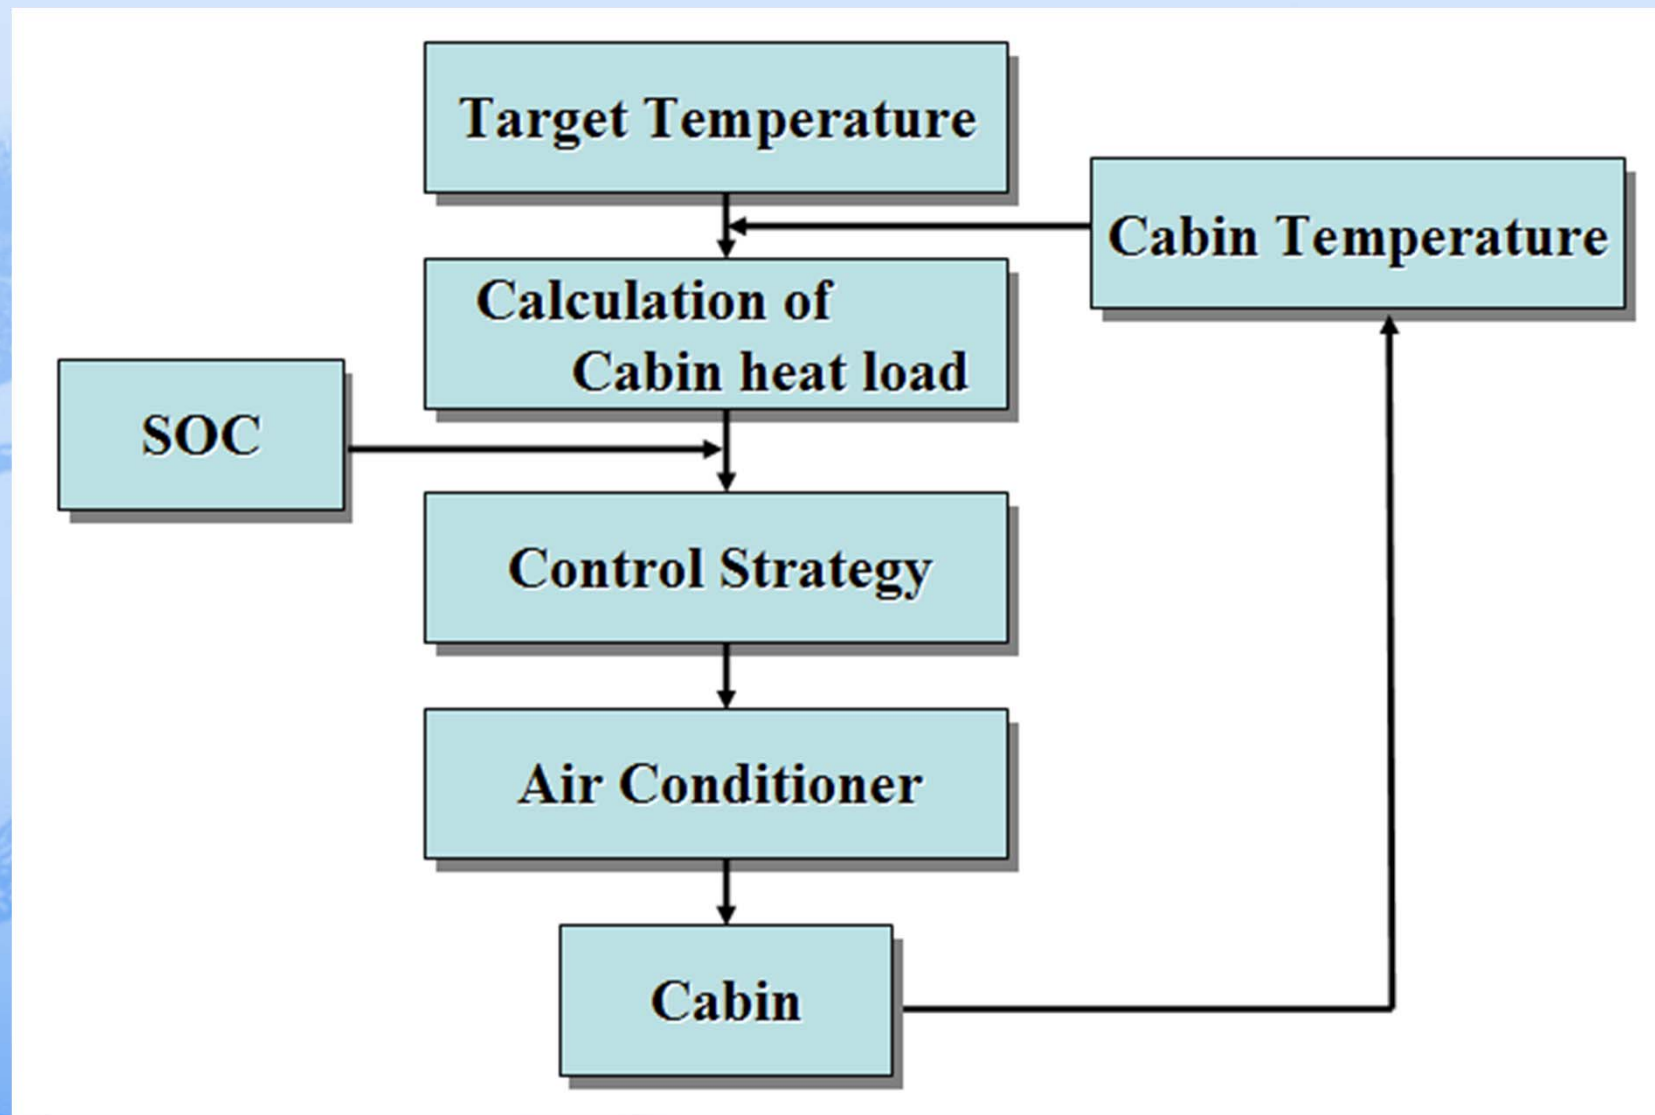 Target Temperature
Cabin Temperature
Calculation of
Cabin heat load
SOC
Control Strategy
Air Conditioner
Cabin